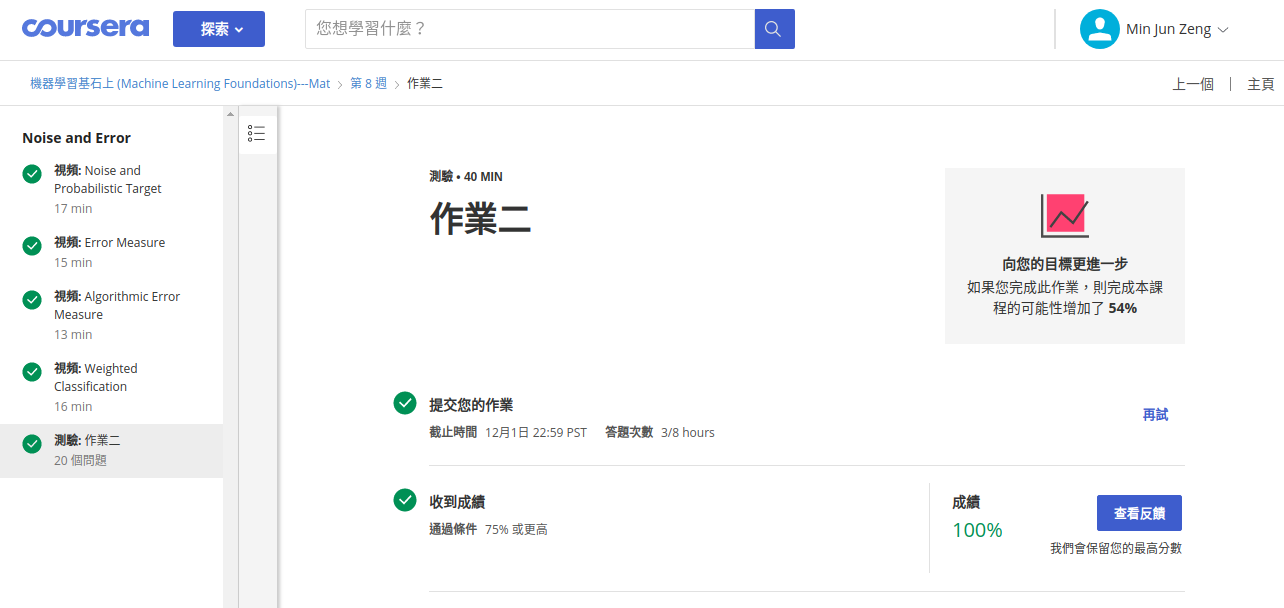 coursera
探索
您想學習什麼？
Min Jun Zeng
機器學習基石上 (Machine Learning Foundations)---Mat
第 8 週
作業二
上一個 | 主頁
Noise and Error
視頻: Noise and
Probabilistic Target
17 min
視頻: Error Measure
15 min
視頻: Algorithmic Error
Measure
13 min
視頻: Weighted
Classification
16 min
測驗: 作業二
20 個問題
測驗 • 40 MIN
作業二
向您的目標更進一步
如果您完成此作業，則完成本課
程的可能性增加了 54%
提交您的作業
截止時間 12月1日 22:59 PST 答題次數 3/8 hours
再試
收到成績
通過條件 75% 或更高
成績
100%
查看反饋
我們會保留您的最高分數